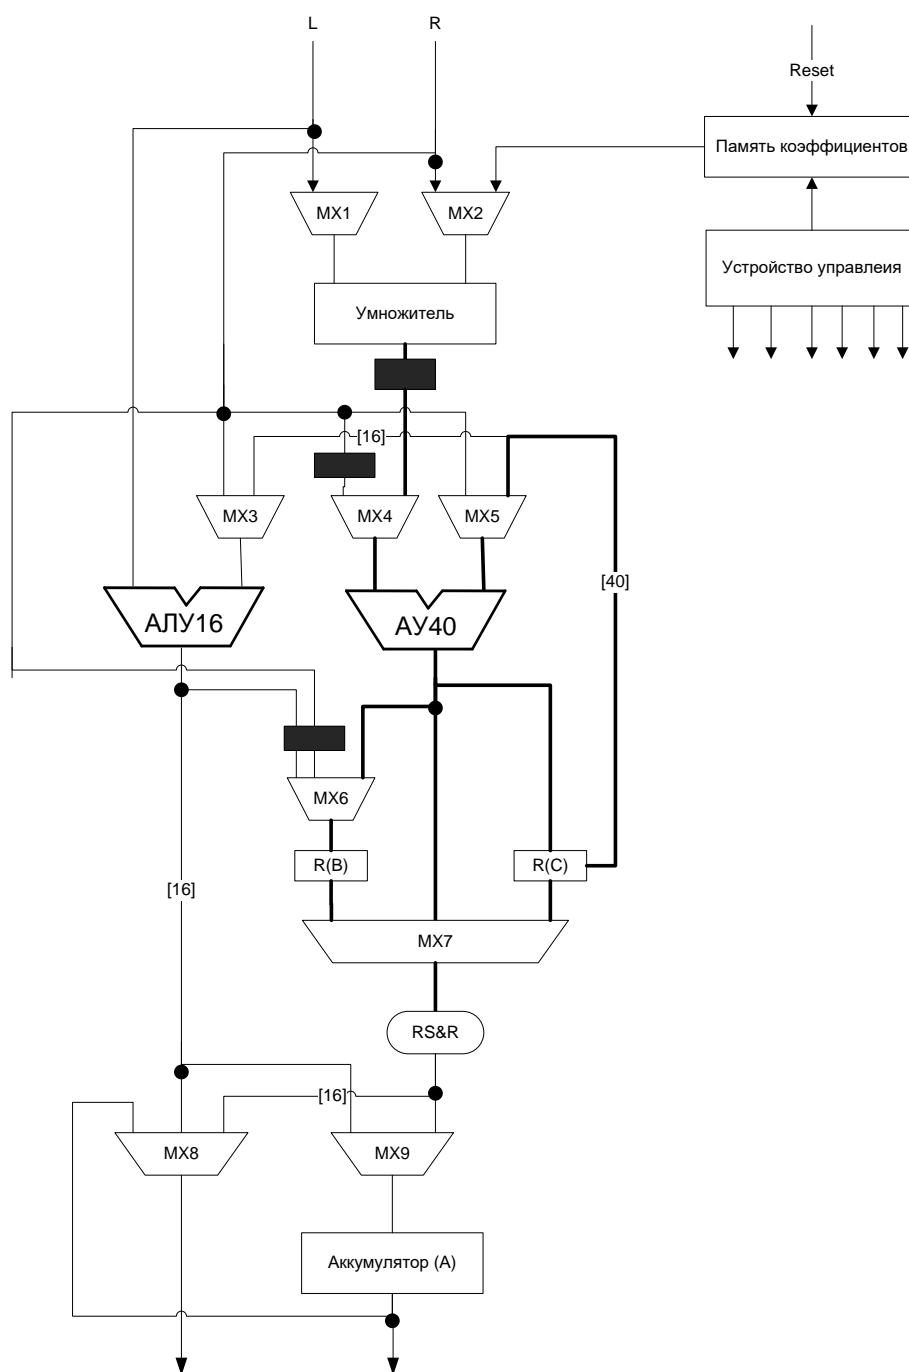 L
R
Reset
Память коэффициентов
MX1
MX2
Устройство управлеия
Умножитель
[16]
MX3
MX4
MX5
[40]
АЛУ16
АУ40
MX6
R(B)
R(C)
[16]
MX7
RS&R
[16]
MX8
MX9
Аккумулятор (А)